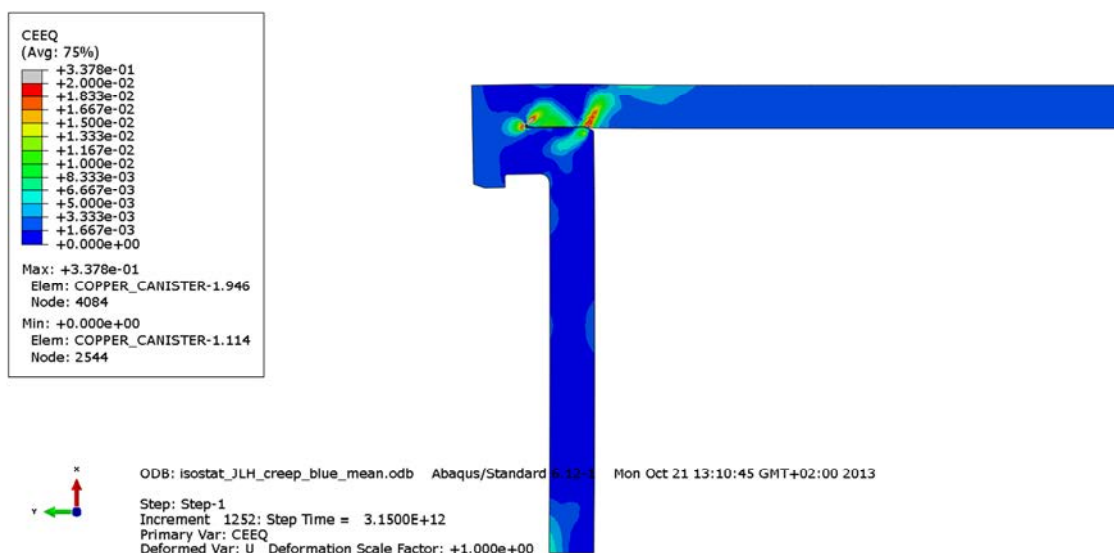 CEEQ
(Avg: 75%)
+3.378e-01
+2.000e-02
+1.833e-02
+1.667e-02
+1.500e-02
+1.333e-02
+1.167e-02
+1.000e-02
+8.333e-03
+6.667e-03
+5.000e-03
+3.333e-03
+1.667e-03
+0.000e+00
Max: +3.378e-01
Elem: COPPER_CANISTER-1.946
Node: 4084
Min: +0.000e+00
Elem: COPPER_CANISTER-1.114
Node: 2544
X
Y
ODB: isostat_JLH_creep_blue_mean.odb Abaqus/Standard 6.12-1 Mon Oct 21 13:10:45 GMT+02:00 2013
Step: Step-1
Increment 1252: Step Time = 3.1500E+12
Primary Var: CEEQ
Deformed Var: U Deformation Scale Factor: +1.000e+00